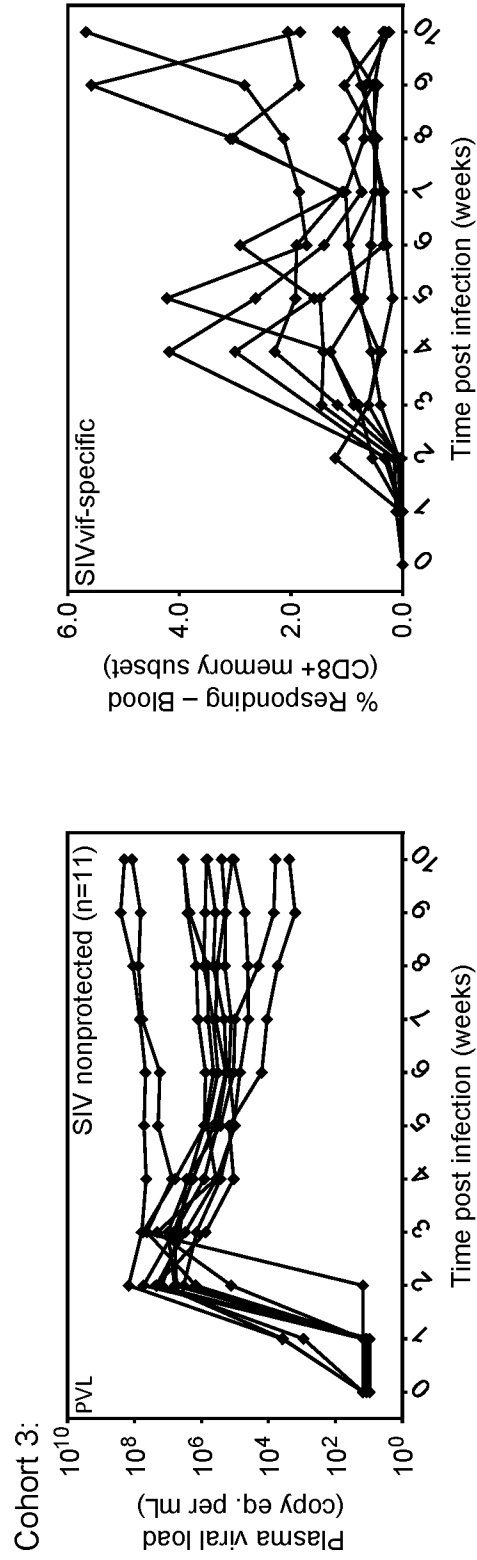 Cohort 3:
PVL
SIV nonprotected (n=11)
10^10
10^8
10^6
10^4
10^2
10^0
Plasma viral load
(copy eq. per mL)
0 1 2 3 4 5 6 7 8 9 10
Time post infection (weeks)
SIVvif-specific
6.0
4.0
2.0
0.0
% Responding – Blood
(CD8+ memory subset)
0 1 2 3 4 5 6 7 8 9 10
Time post infection (weeks)